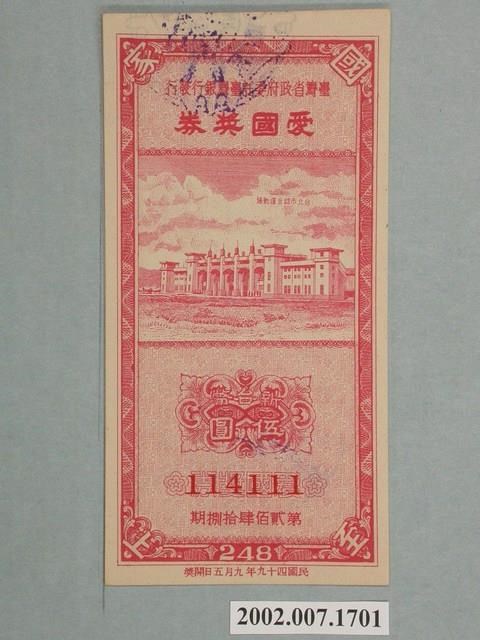 國家
臺灣省政府委託臺灣銀行發行
愛國獎券
新台幣
伍圓
114111
第貳佰肆拾捌期
至上
248
民國四十九年九月五日開獎
2002.007.1701